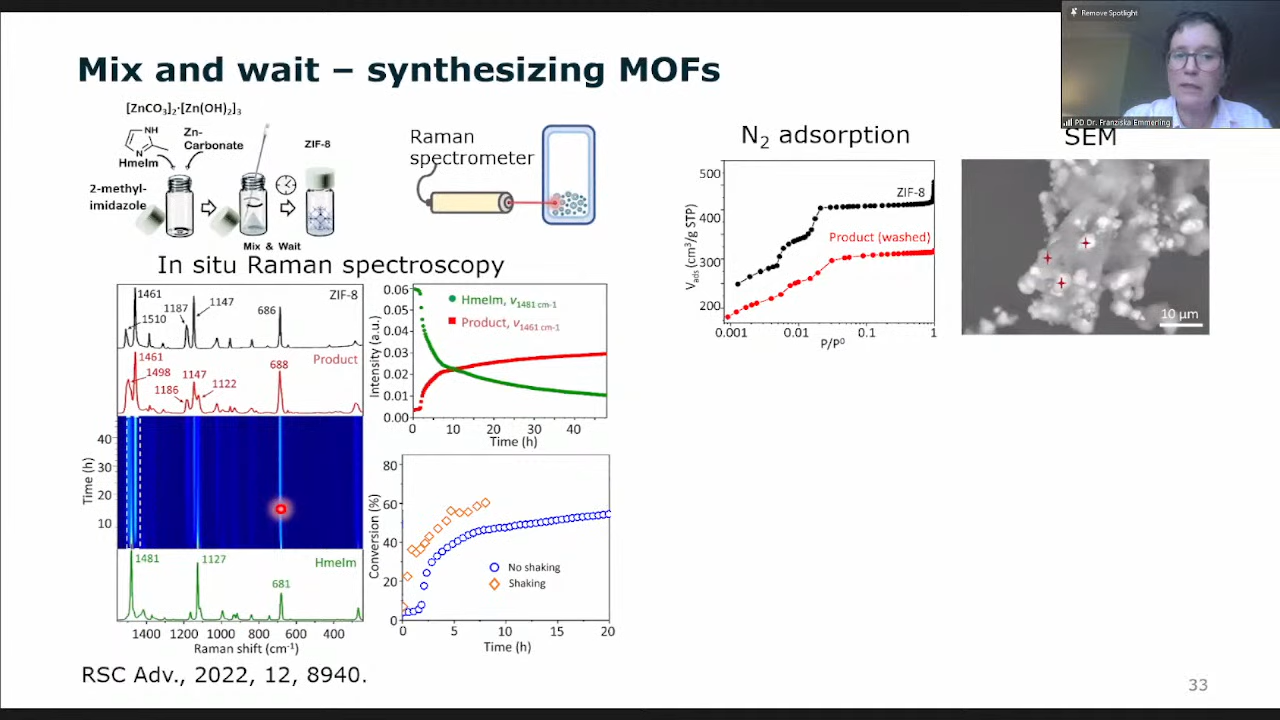 Remove Spotlight
PD Dr. Franziska Emmerling
Mix and wait – synthesizing MOFs
[ZnCO₃]₂·[Zn(OH)₂]₃
NH
N
HmeIm
Zn-
Carbonate
ZIF-8
2-methyl-
imidazole
Mix & Wait
Raman
spectrometer
In situ Raman spectroscopy
1461
ZIF-8
1510
1187
1147
686
1461
Product
1498
1186
1147
1122
688
Time (h)
40
30
20
10
1481
1127
HmeIm
681
1400 1200 1000 800 600 400
Raman shift (cm⁻¹)
Intensity (a.u.)
0.06
0.05
0.04
0.03
0.02
0.01
0.00
HmeIm, v1481 cm-1
Product, v1461 cm-1
0 10 20 30 40
Time (h)
Conversion (%)
80
60
40
20
0
No shaking
Shaking
0 5 10 15 20
Time (h)
N₂ adsorption
Vads (cm³/g STP)
500
400
300
200
ZIF-8
Product (washed)
0.001 0.01 0.1 1
P/P⁰
SEM
10 µm
RSC Adv., 2022, 12, 8940.
33